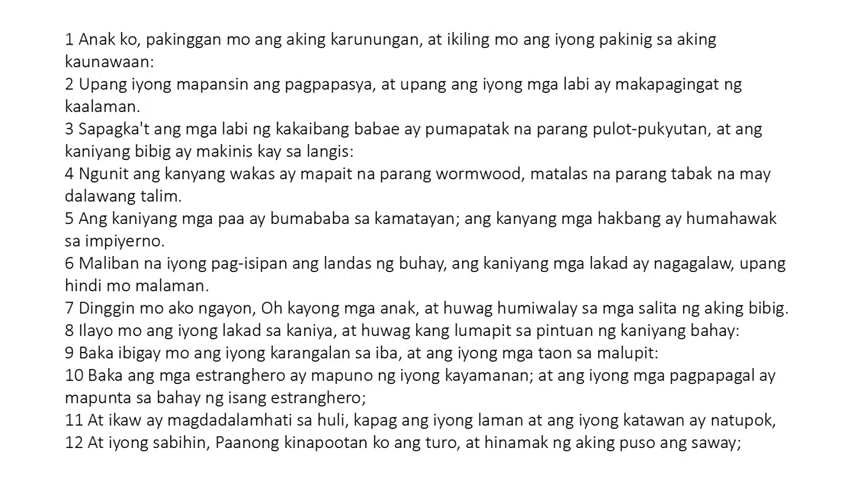 1 Anak ko, pakinggan mo ang aking karunungan, at ikiling mo ang iyong pakinig sa aking
kaunawaan:
2 Upang iyong mapansin ang pagpapasya, at upang ang iyong mga labi ay makapagingat ng
kaalaman.
3 Sapagka't ang mga labi ng kakaibang babae ay pumapatak na parang pulot-pukyutan, at ang
kaniyang bibig ay makinis kay sa langis:
4 Ngunit ang kanyang wakas ay mapait na parang wormwood, matalas na parang tabak na may
dalawang talim.
5 Ang kaniyang mga paa ay bumababa sa kamatayan; ang kanyang mga hakbang ay humahawak
sa impiyerno.
6 Maliban na iyong pag-isipan ang landas ng buhay, ang kaniyang mga lakad ay nagagalaw, upang
hindi mo malaman.
7 Dinggin mo ako ngayon, Oh kayong mga anak, at huwag humiwalay sa mga salita ng aking bibig.
8 Ilayo mo ang iyong lakad sa kaniya, at huwag kang lumapit sa pintuan ng kaniyang bahay:
9 Baka ibigay mo ang iyong karangalan sa iba, at ang iyong mga taon sa malupit:
10 Baka ang mga estranghero ay mapuno ng iyong kayamanan; at ang iyong mga pagpapagal ay
mapunta sa bahay ng isang estranghero;
11 At ikaw ay magdadalamhati sa huli, kapag ang iyong laman at ang iyong katawan ay natupok,
12 At iyong sabihin, Paanong kinapootan ko ang turo, at hinamak ng aking puso ang saway;